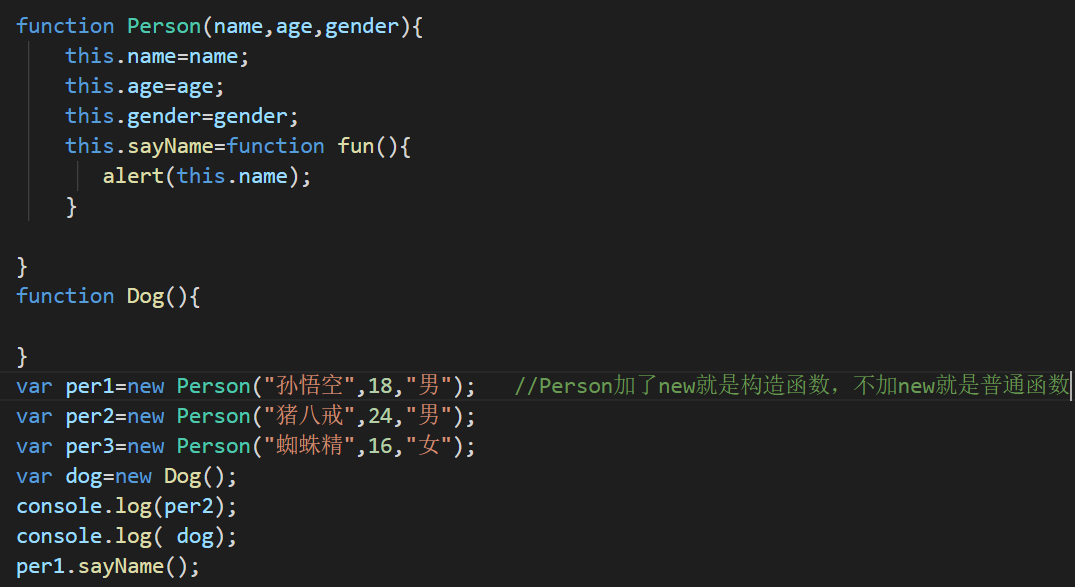 function Person(name,age,gender){
    this.name=name;
    this.age=age;
    this.gender=gender;
    this.sayName=function fun(){
       alert(this.name);
    }
}
function Dog(){
}
var per1=new Person("孙悟空",18,"男");   //Person加了new就是构造函数，不加new就是普通函数
var per2=new Person("猪八戒",24,"男");
var per3=new Person("蜘蛛精",16,"女");
var dog=new Dog();
console.log(per2);
console.log( dog);
per1.sayName();